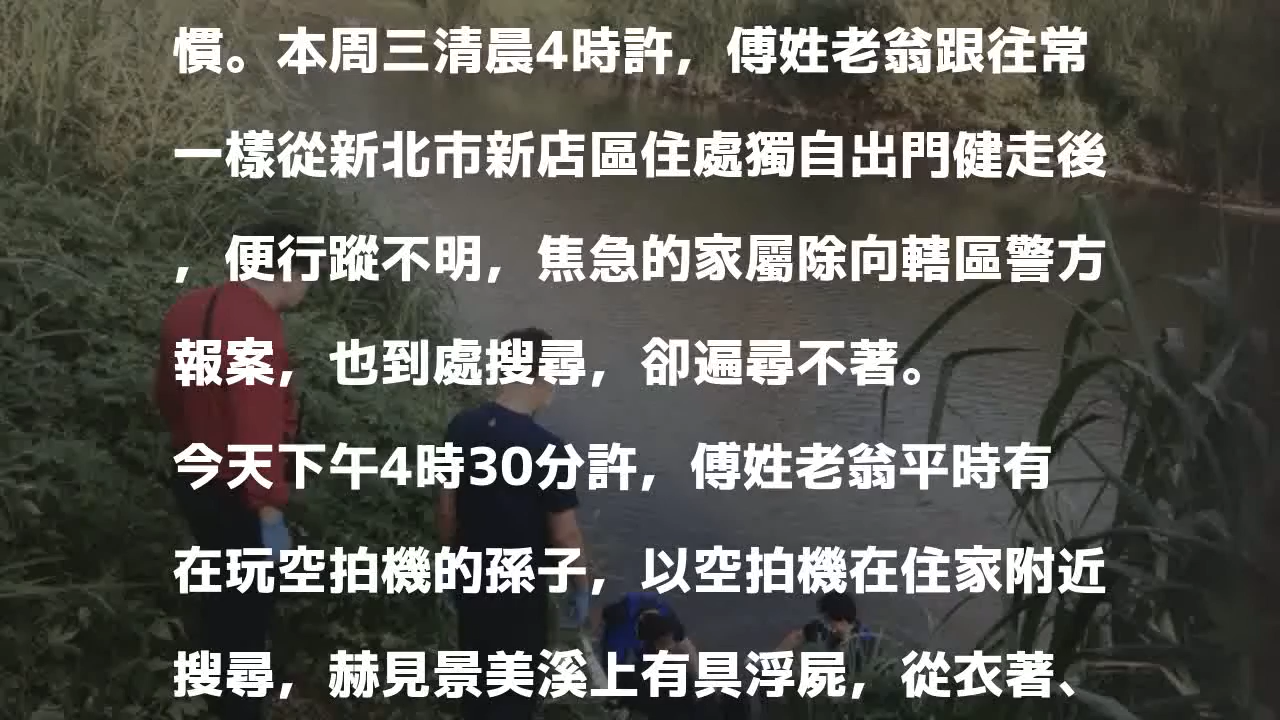 慣。本周三清晨4時許，傅姓老翁跟往常
一樣從新北市新店區住處獨自出門健走後
，便行蹤不明，焦急的家屬除向轄區警方
報案，也到處搜尋，卻遍尋不著。
今天下午4時30分許，傅姓老翁平時有
在玩空拍機的孫子，以空拍機在住家附近
搜尋，赫見景美溪上有具浮屍，從衣著、